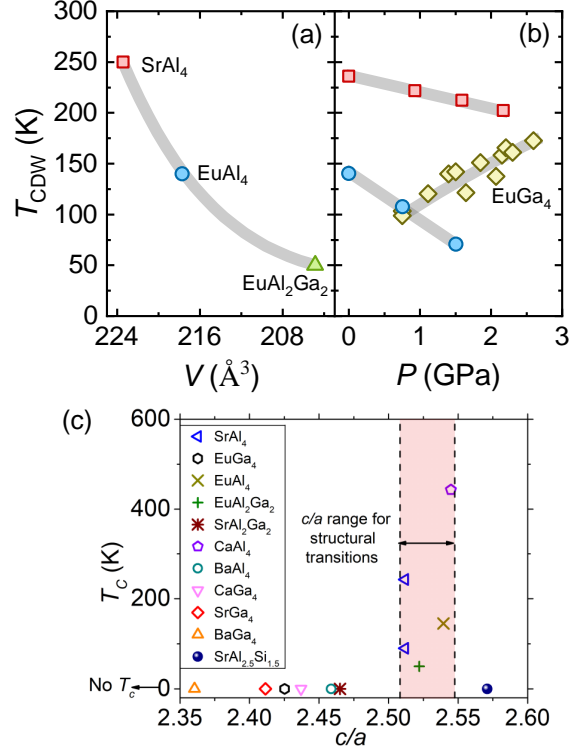 300
250
200
150
100
50
0
T_CDW (K)
(a)
SrAl₄
EuAl₄
EuAl₂Ga₂
224
216
208
V (Å³)
(b)
EuGa₄
0
1
2
3
P (GPa)
(c)
600
400
200
0
T_C (K)
SrAl₄
EuGa₄
EuAl₄
EuAl₂Ga₂
SrAl₂Ga₂
CaAl₄
BaAl₄
CaGa₄
SrGa₄
BaGa₄
SrAl₂.₅Si₁.₅
c/a range for
structural
transitions
No T_c
2.35
2.40
2.45
2.50
2.55
2.60
c/a